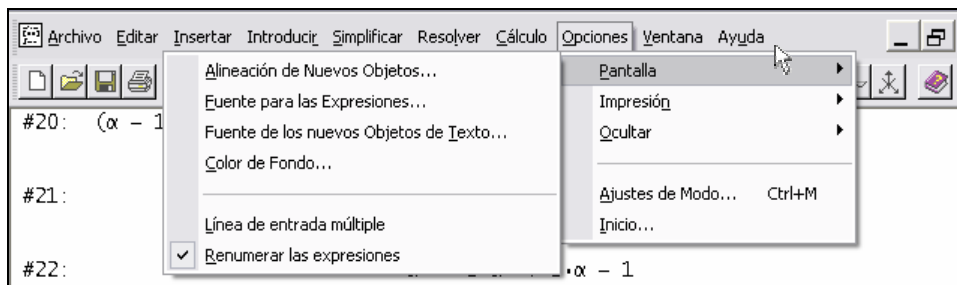 Archivo Editar Insertar Introducir Simplificar Resolver Cálculo Opciones Ventana Ayuda
Alineación de Nuevos Objetos...
Fuente para las Expresiones...
Fuente de los nuevos Objetos de Texto...
Color de Fondo...
Línea de entrada múltiple
Renumerar las expresiones
Pantalla
Impresión
Ocultar
Ajustes de Modo... Ctrl+M
Inicio...
#20: (α - 1
#21:
#22: ·α - 1